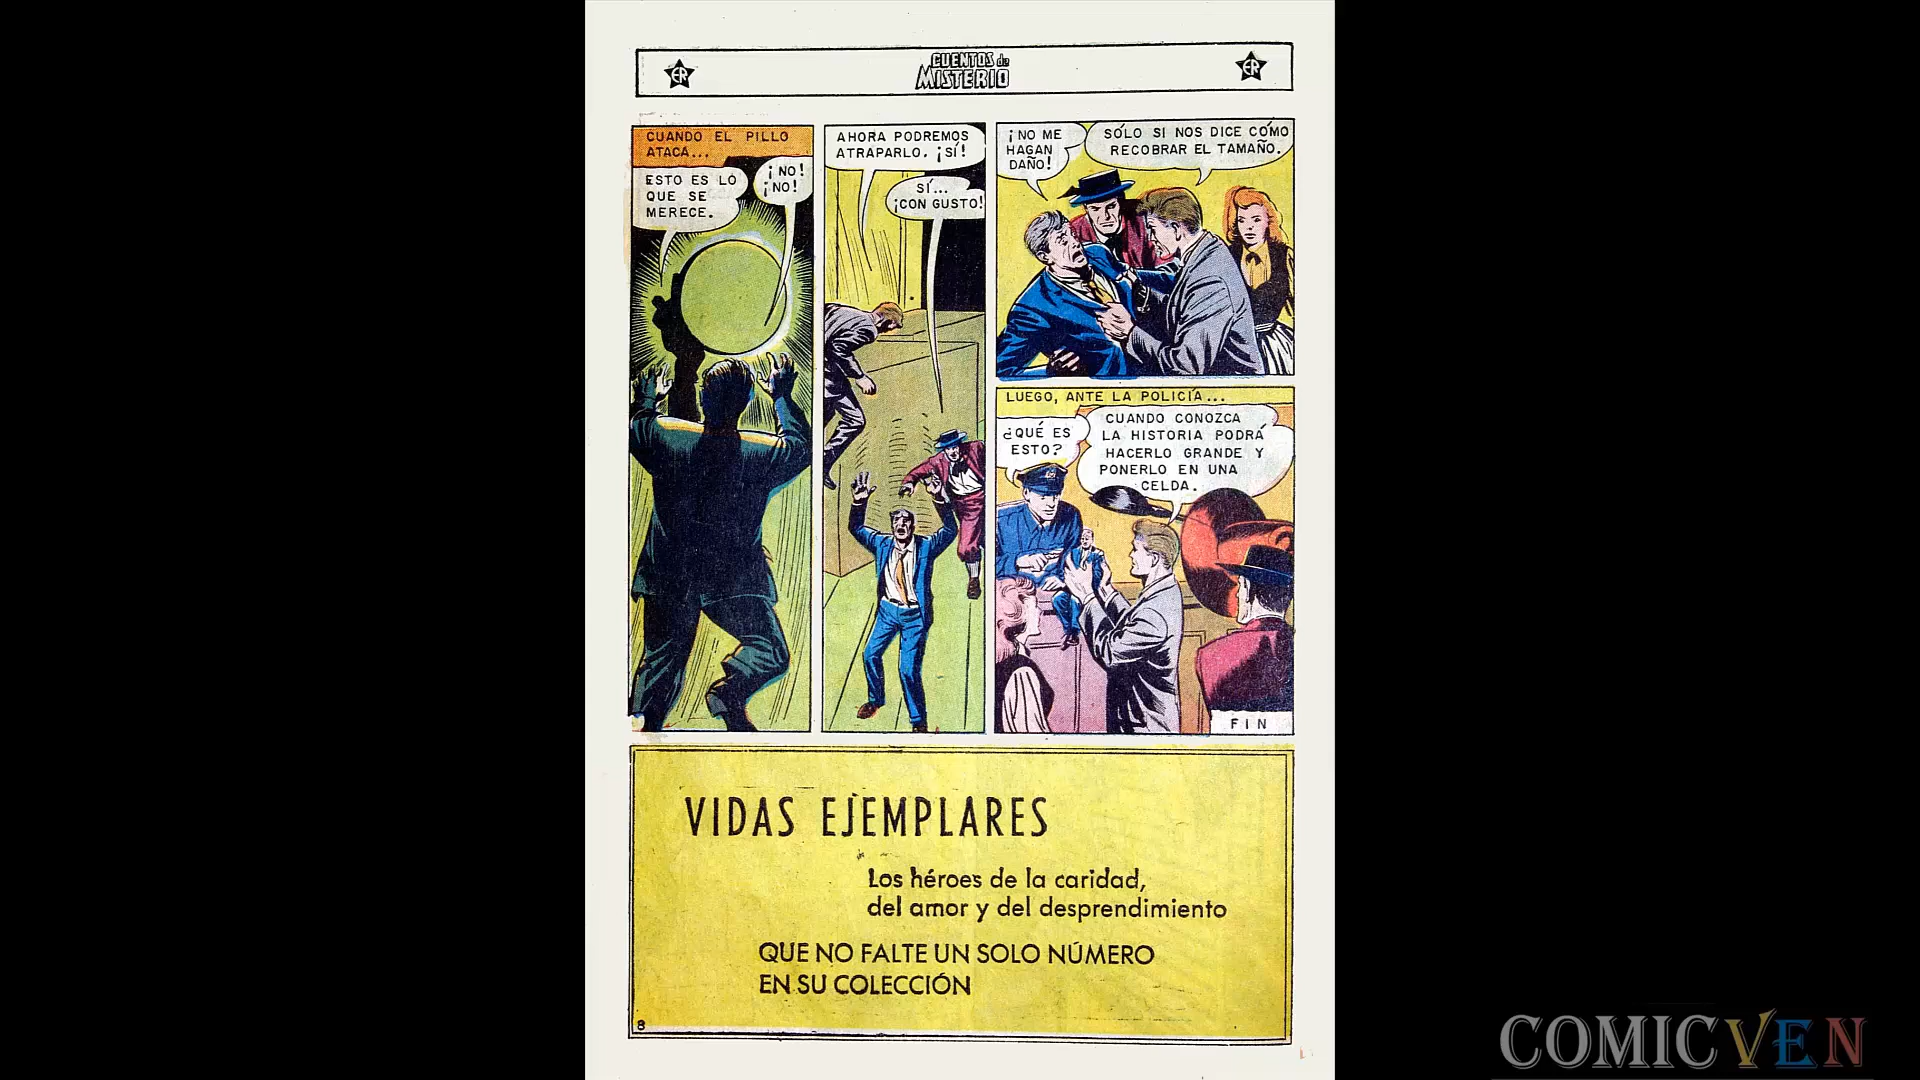 ER
CUENTOS de
MISTERIO
ER
CUANDO EL PILLO
ATACA...
ESTO ES LO
QUE SE
MERECE.
¡NO!
¡NO!
AHORA PODREMOS
ATRAPARLO. ¡SÍ!
SÍ...
¡CON GUSTO!
¡NO ME
HAGAN
DAÑO!
SÓLO SI NOS DICE CÓMO
RECOBRAR EL TAMAÑO.
LUEGO, ANTE LA POLICÍA...
¿QUÉ ES
ESTO?
CUANDO CONOZCA
LA HISTORIA PODRÁ
HACERLO GRANDE Y
PONERLO EN UNA
CELDA.
FIN
VIDAS EJEMPLARES
Los héroes de la caridad,
del amor y del desprendimiento
QUE NO FALTE UN SOLO NÚMERO
EN SU COLECCIÓN
8
COMICVEN